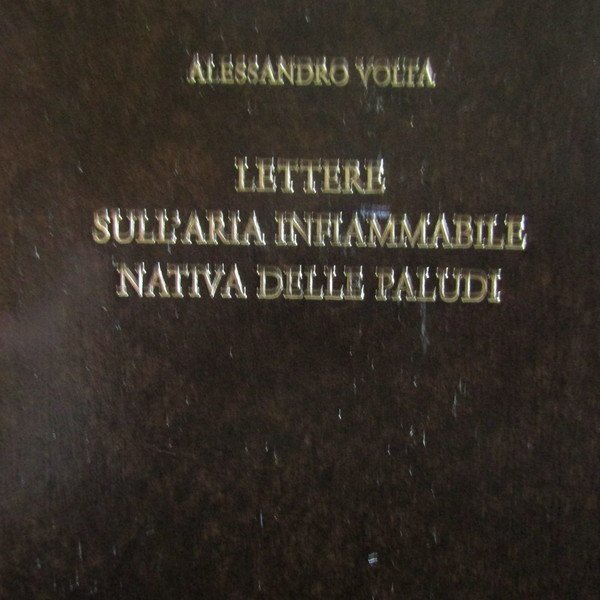 ALESSANDRO VOLTA
LETTERE
SULL'ARIA INFIAMMABILE
NATIVA DELLE PALUDI